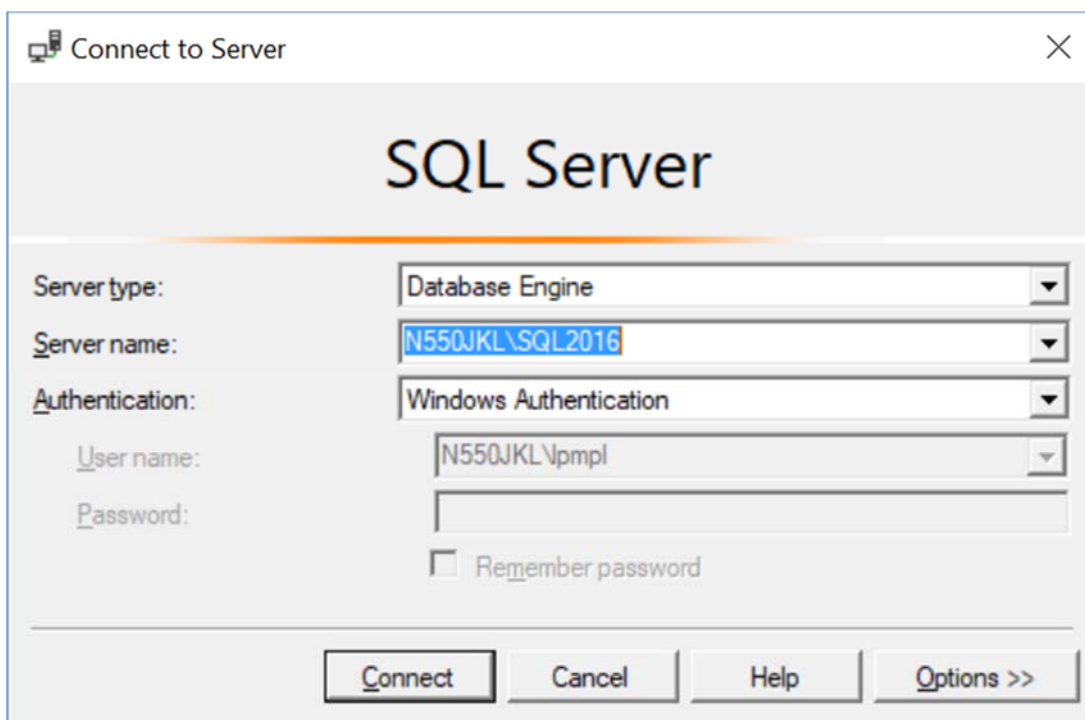 Connect to Server
SQL Server
Server type: Database Engine
Server name: N550JKL\SQL2016
Authentication: Windows Authentication
User name: N550JKL\lpmpl
Password:
Remember password
Connect Cancel Help Options >>